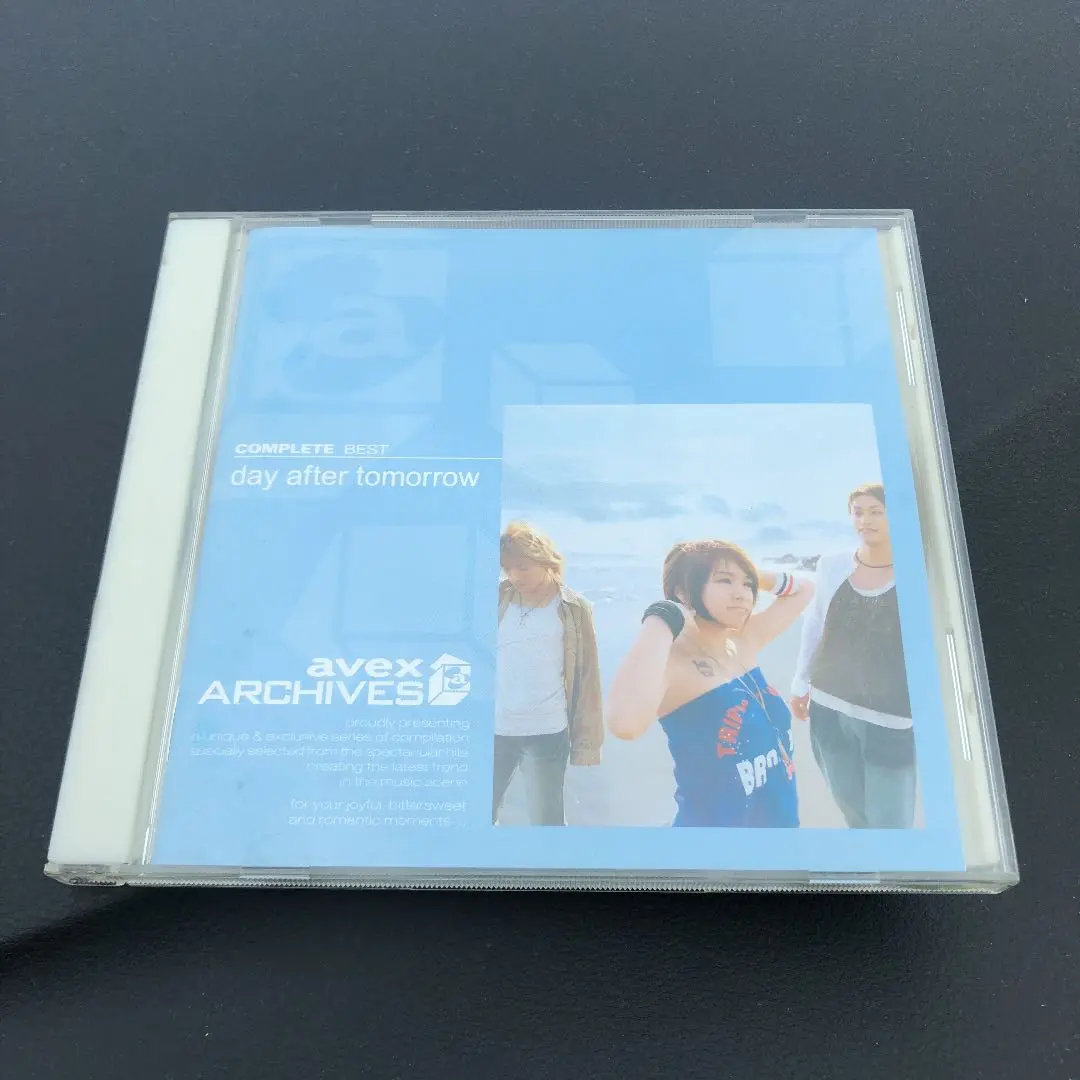 COMPLETE BEST
day after tomorrow
avex
ARCHIVES
proudly presenting
a unique & exclusive series of compilation
specially selected from the spectacular hits
creating the latest trend
in the music scene
for your joyful, bittersweet
and romantic moments...
a
a